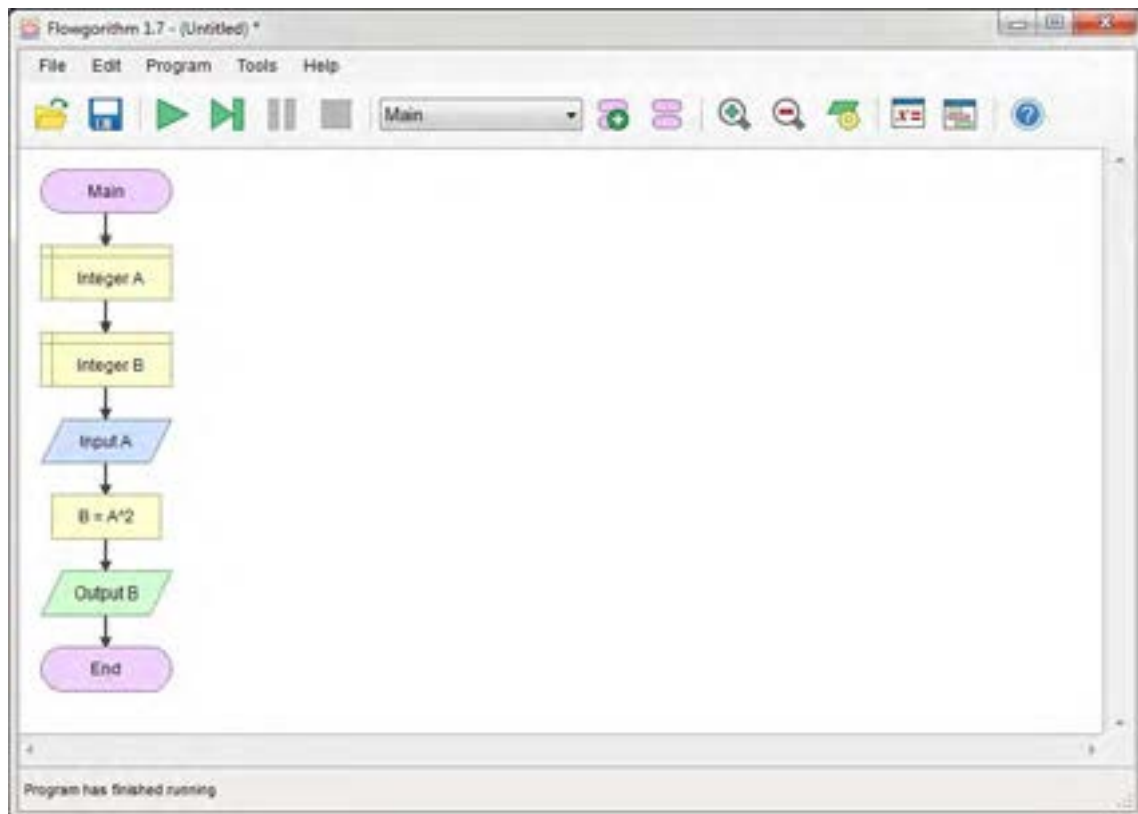 Flowgorithm 1.7 - (Untitled) *
File Edit Program Tools Help
Main
x=
Main
Integer A
Integer B
Input A
B = A^2
Output B
End
Program has finished running